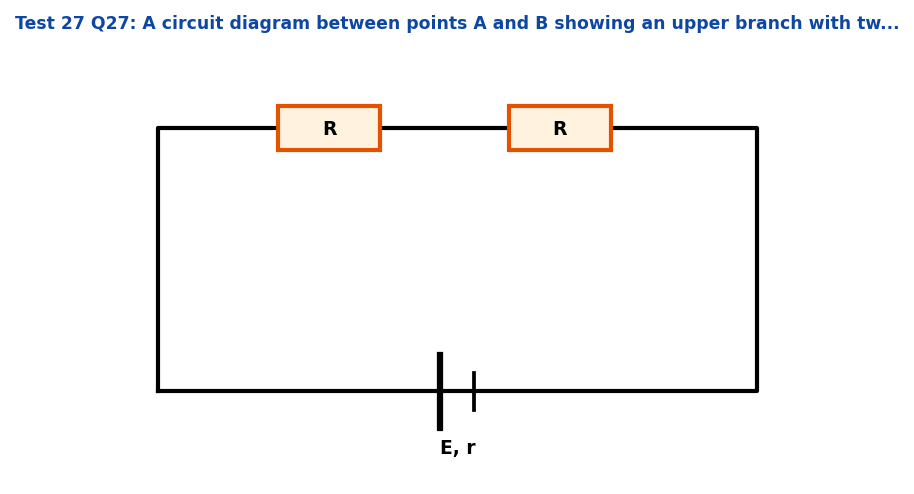 Test 27 Q27: A circuit diagram between points A and B showing an upper branch with tw...
R R
E, r